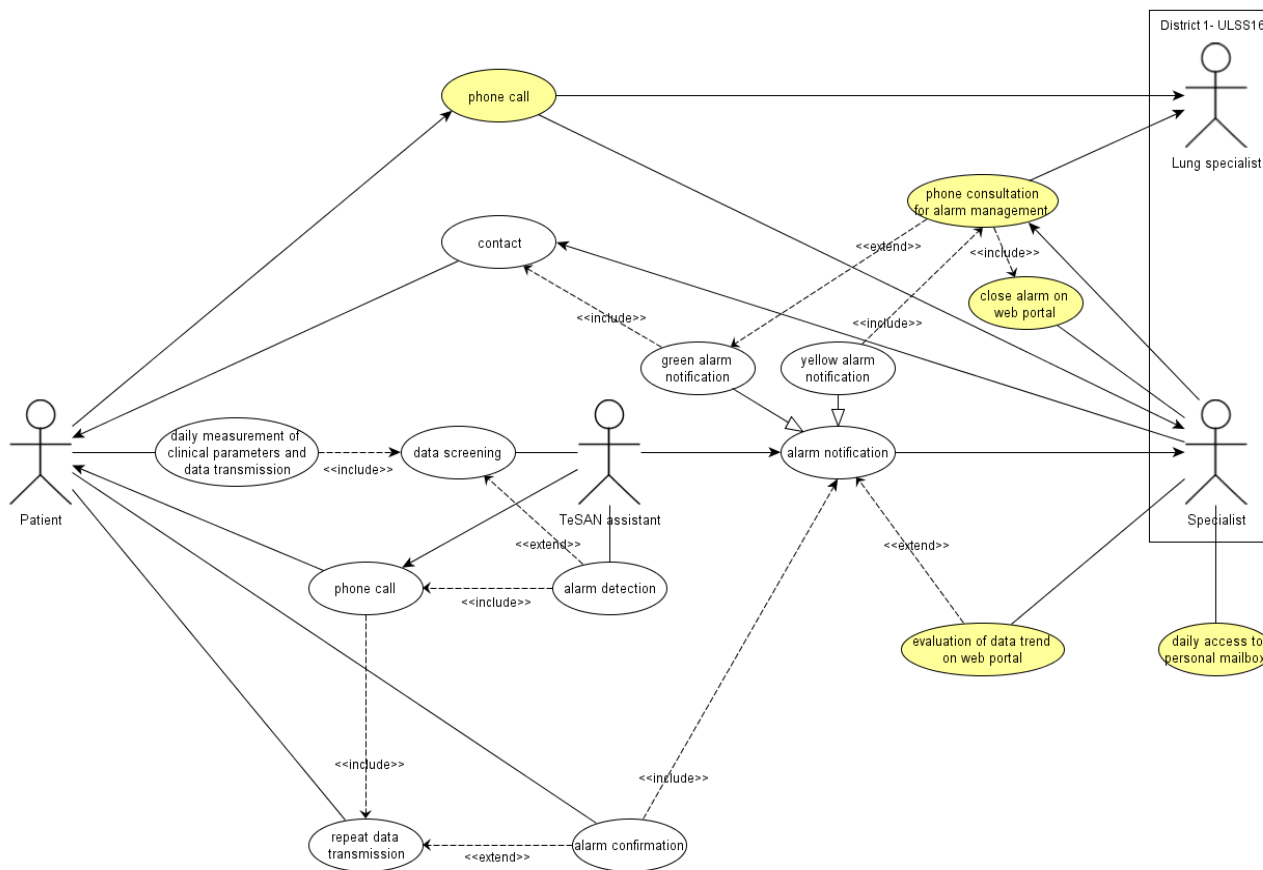 District 1- ULSS16
phone call
Lung specialist
phone consultation
for alarm management
contact
<<extend>>
<<include>>
close alarm on
web portal
<<include>>
<<include>>
green alarm
notification
yellow alarm
notification
daily measurement of
clinical parameters and
data transmission
<<include>>
data screening
alarm notification
Patient
TeSAN assistant
Specialist
<<extend>>
<<extend>>
phone call
<<include>>
alarm detection
evaluation of data trend
on web portal
daily access to
personal mailbox
<<include>>
<<include>>
repeat data
transmission
<<extend>>
alarm confirmation